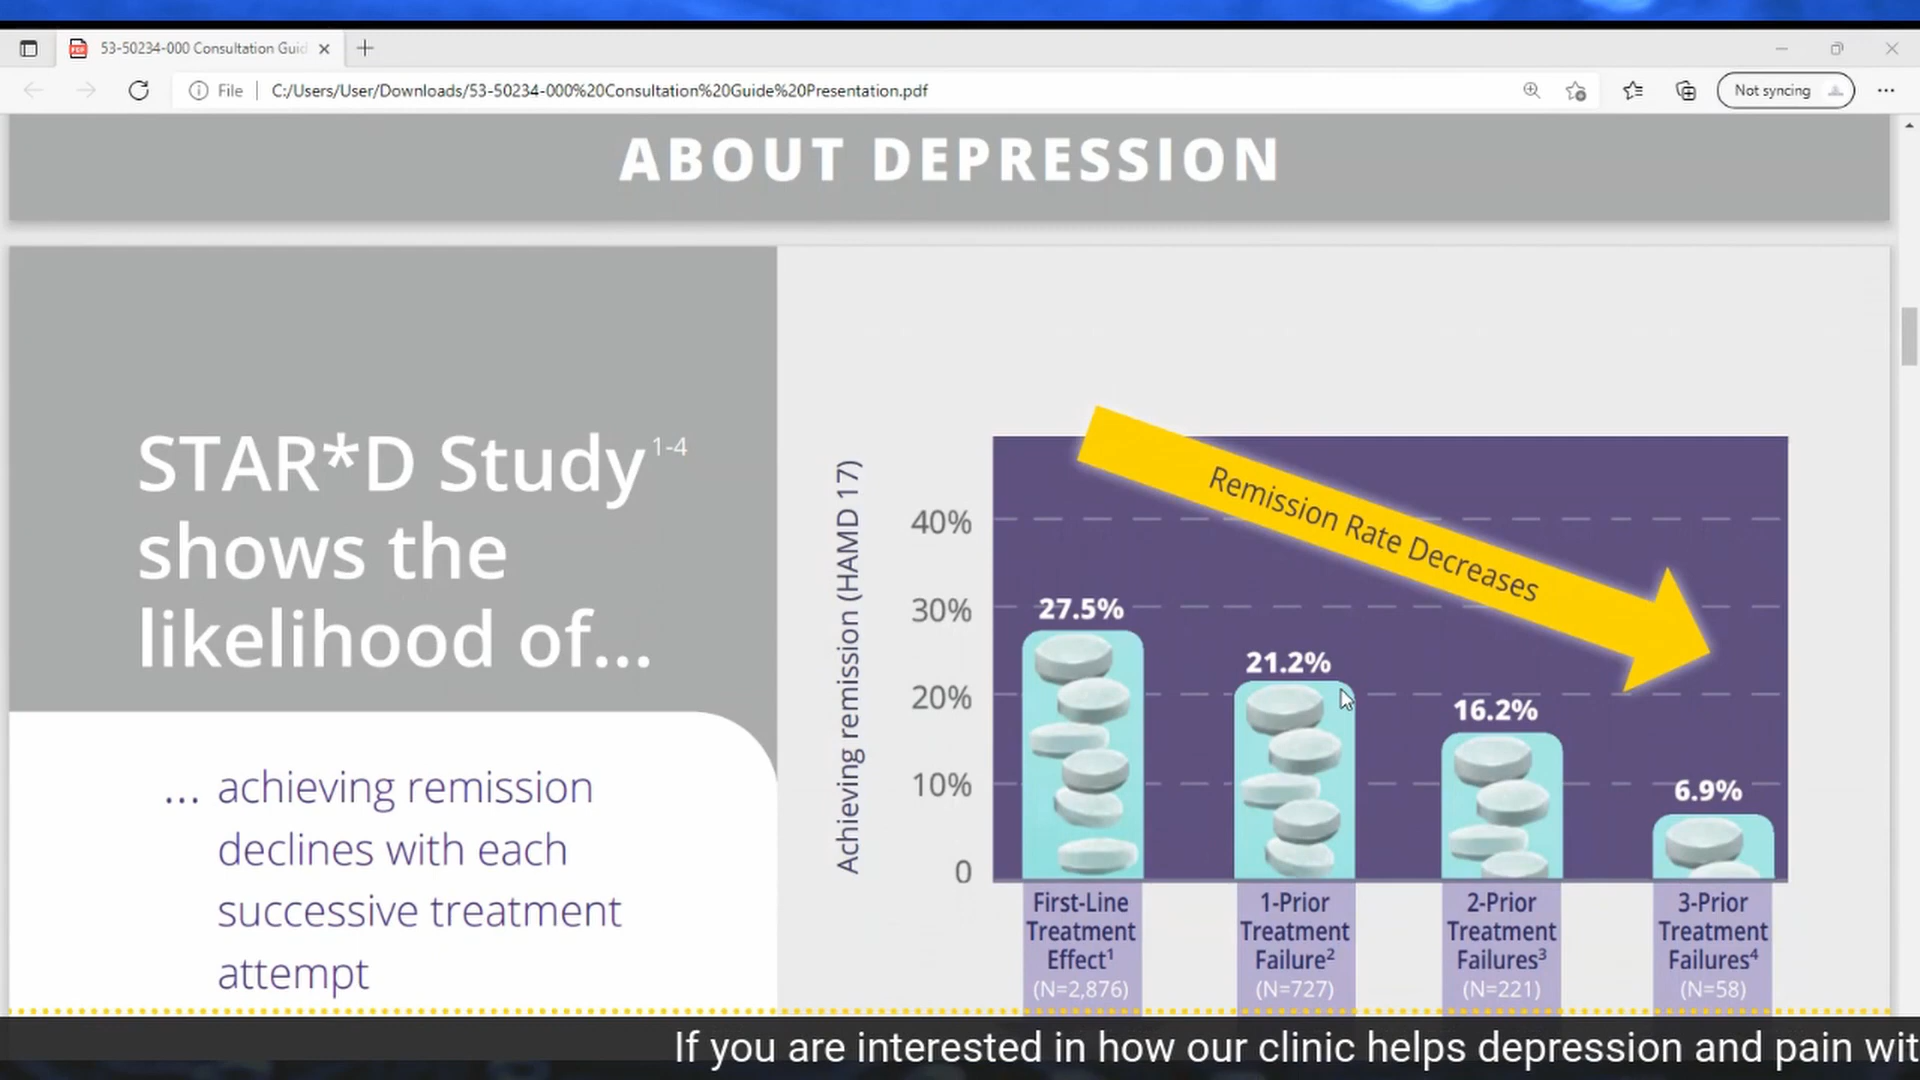 53-50234-000 Consultation Guid
File
C:/Users/User/Downloads/53-50234-000%20Consultation%20Guide%20Presentation.pdf
Not syncing
ABOUT DEPRESSION
STAR*D Study 1-4
shows the
likelihood of...
... achieving remission
declines with each
successive treatment
attempt
Achieving remission (HAMD 17)
40%
30%
20%
10%
0
Remission Rate Decreases
27.5%
21.2%
16.2%
6.9%
First-Line
Treatment
Effect1
(N=2,876)
1-Prior
Treatment
Failure2
(N=727)
2-Prior
Treatment
Failures3
(N=221)
3-Prior
Treatment
Failures4
(N=58)
If you are interested in how our clinic helps depression and pain wit